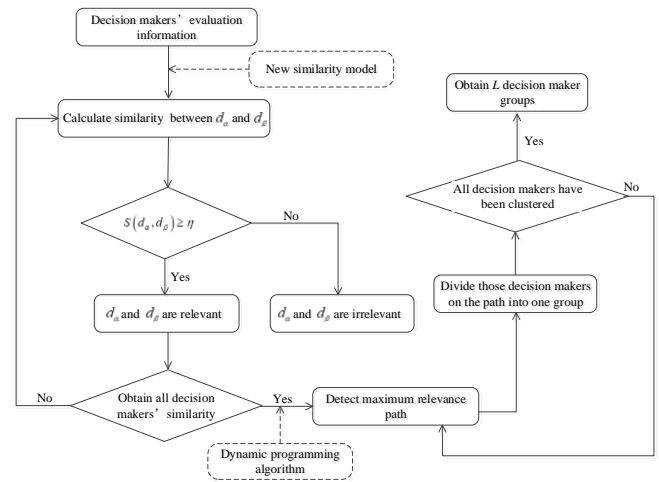 Decision makers’ evaluation
information
New similarity model
Calculate similarity between d_α and d_β
S(d_α, d_β) ≥ η
No
Yes
d_α and d_β are relevant
d_α and d_β are irrelevant
No
Obtain all decision
makers’ similarity
Yes
Dynamic programming
algorithm
Detect maximum relevance
path
Divide those decision makers
on the path into one group
All decision makers have
been clustered
No
Yes
Obtain L decision maker
groups